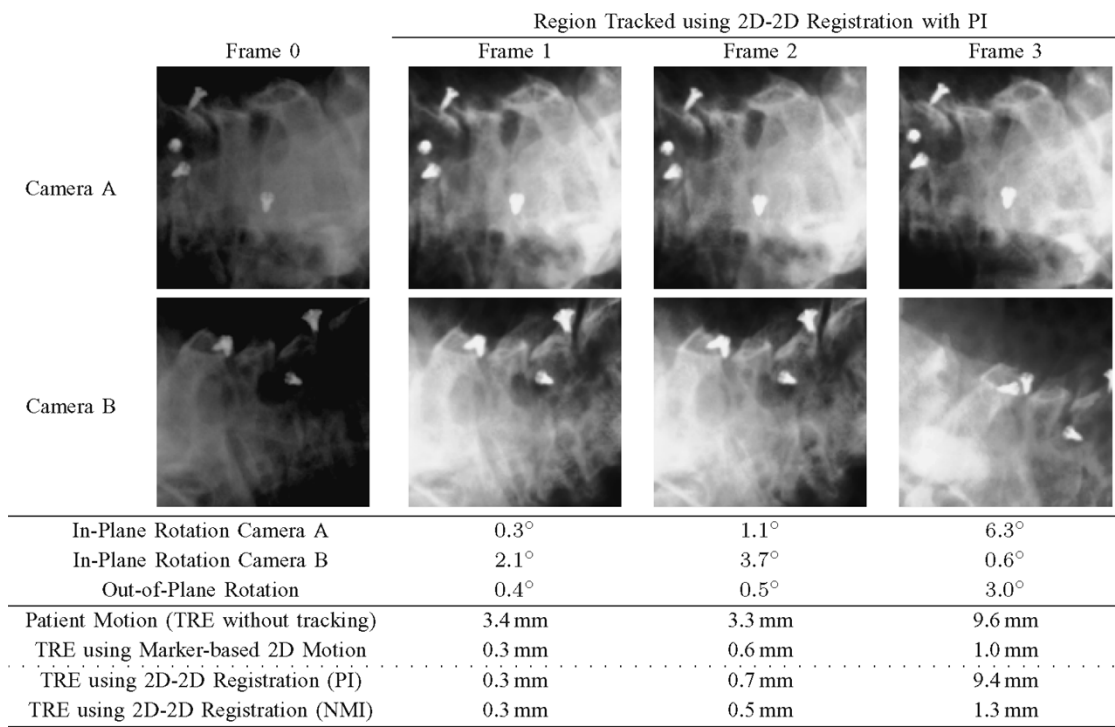 Region Tracked using 2D-2D Registration with PI
Frame 0 Frame 1 Frame 2 Frame 3
Camera A
Camera B
In-Plane Rotation Camera A 0.3° 1.1° 6.3°
In-Plane Rotation Camera B 2.1° 3.7° 0.6°
Out-of-Plane Rotation 0.4° 0.5° 3.0°
Patient Motion (TRE without tracking) 3.4 mm 3.3 mm 9.6 mm
TRE using Marker-based 2D Motion 0.3 mm 0.6 mm 1.0 mm
TRE using 2D-2D Registration (PI) 0.3 mm 0.7 mm 9.4 mm
TRE using 2D-2D Registration (NMI) 0.3 mm 0.5 mm 1.3 mm